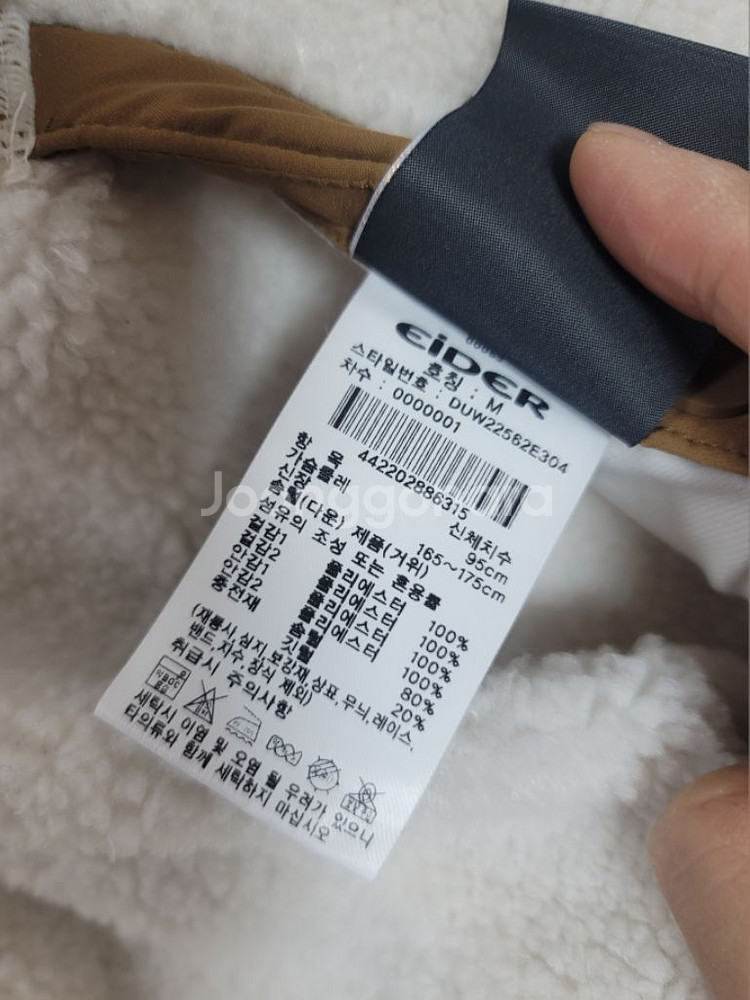 EiDER
호칭 : M
스타일번호 : DUW22562E304
차수 : 0000001
442202886315
항 목 신체치수
가슴둘레 95cm
신장 165~175cm
솜털(다운) 제품(거위)
섬유의 조성 또는 혼용률
겉감1 폴리에스터 100%
겉감2 폴리에스터 100%
안감1 폴리에스터 100%
안감2 폴리에스터 100%
충전재 솜털 80%
깃털 20%
(재봉사, 심지, 보강재, 상표, 무늬, 레이스,
밴드, 자수, 장식 제외)
취급시 주의사항
세탁시 이염 및 오염 될 우려가 있으니
타의류와 함께 세탁하지 마십시오
Joonggonara